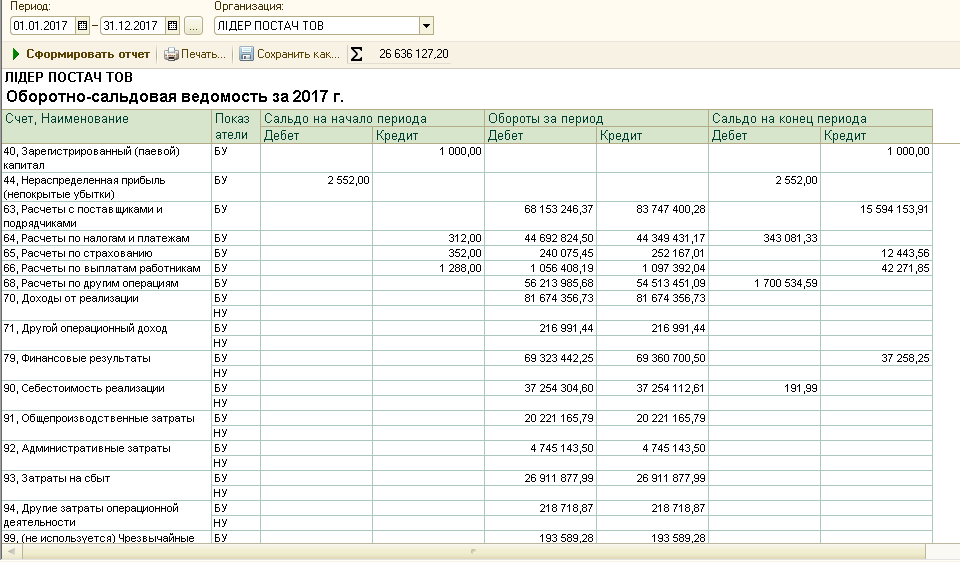 Период: Организация:
01.01.2017 – 31.12.2017 ... ЛІДЕР ПОСТАЧ ТОВ
Сформировать отчет Печать... Сохранить как... Σ 26 636 127,20
ЛІДЕР ПОСТАЧ ТОВ
Оборотно-сальдовая ведомость за 2017 г.
Счет, Наименование Показ Сальдо на начало периода Обороты за период Сальдо на конец периода
атели Дебет Кредит Дебет Кредит Дебет Кредит
40, Зарегистрированный (паевой) БУ 1 000,00 1 000,00
капитал
44, Нераспределенная прибыль БУ 2 552,00 2 552,00
(непокрытые убытки)
63, Расчеты с поставщиками и БУ 68 153 246,37 83 747 400,28 15 594 153,91
подрядчиками
64, Расчеты по налогам и платежам БУ 312,00 44 692 824,50 44 349 431,17 343 081,33
65, Расчеты по страхованию БУ 352,00 240 075,45 252 167,01 12 443,56
66, Расчеты по выплатам работникам БУ 1 288,00 1 056 408,19 1 097 392,04 42 271,85
68, Расчеты по другим операциям БУ 56 213 985,68 54 513 451,09 1 700 534,59
70, Доходы от реализации БУ 81 674 356,73 81 674 356,73
НУ
71, Другой операционный доход БУ 216 991,44 216 991,44
НУ
79, Финансовые результаты БУ 69 323 442,25 69 360 700,50 37 258,25
НУ
90, Себестоимость реализации БУ 37 254 304,60 37 254 112,61 191,99
НУ
91, Общепроизводственные затраты БУ 20 221 165,79 20 221 165,79
НУ
92, Административные затраты БУ 4 745 143,50 4 745 143,50
НУ
93, Затраты на сбыт БУ 26 911 877,99 26 911 877,99
НУ
94, Другие затраты операционной БУ 218 718,87 218 718,87
деятельности НУ
99, (не используется) Чрезвычайные БУ 193 589,28 193 589,28